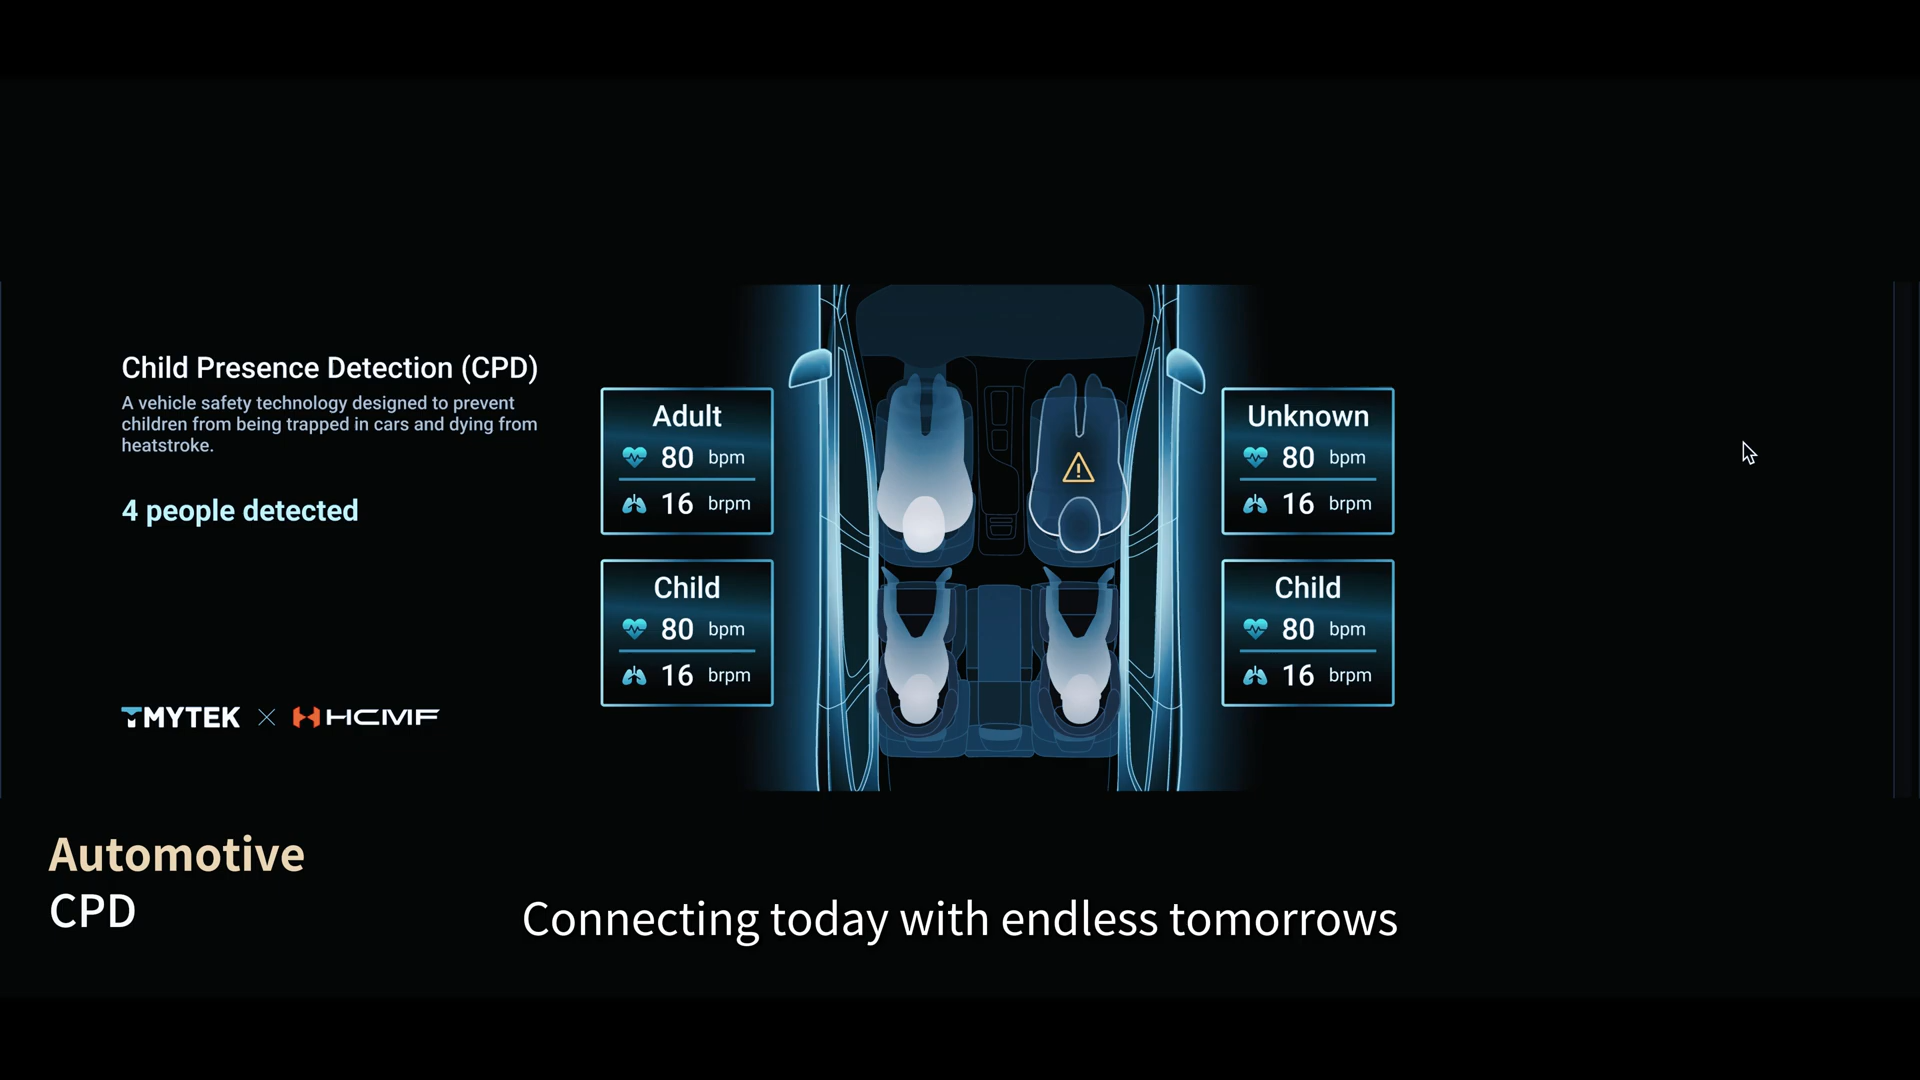 Child Presence Detection (CPD)
A vehicle safety technology designed to prevent
children from being trapped in cars and dying from
heatstroke.
4 people detected
TMYTEK × HCMF
Adult
80 bpm
16 brpm
Child
80 bpm
16 brpm
Unknown
80 bpm
16 brpm
Child
80 bpm
16 brpm
Automotive
CPD
Connecting today with endless tomorrows